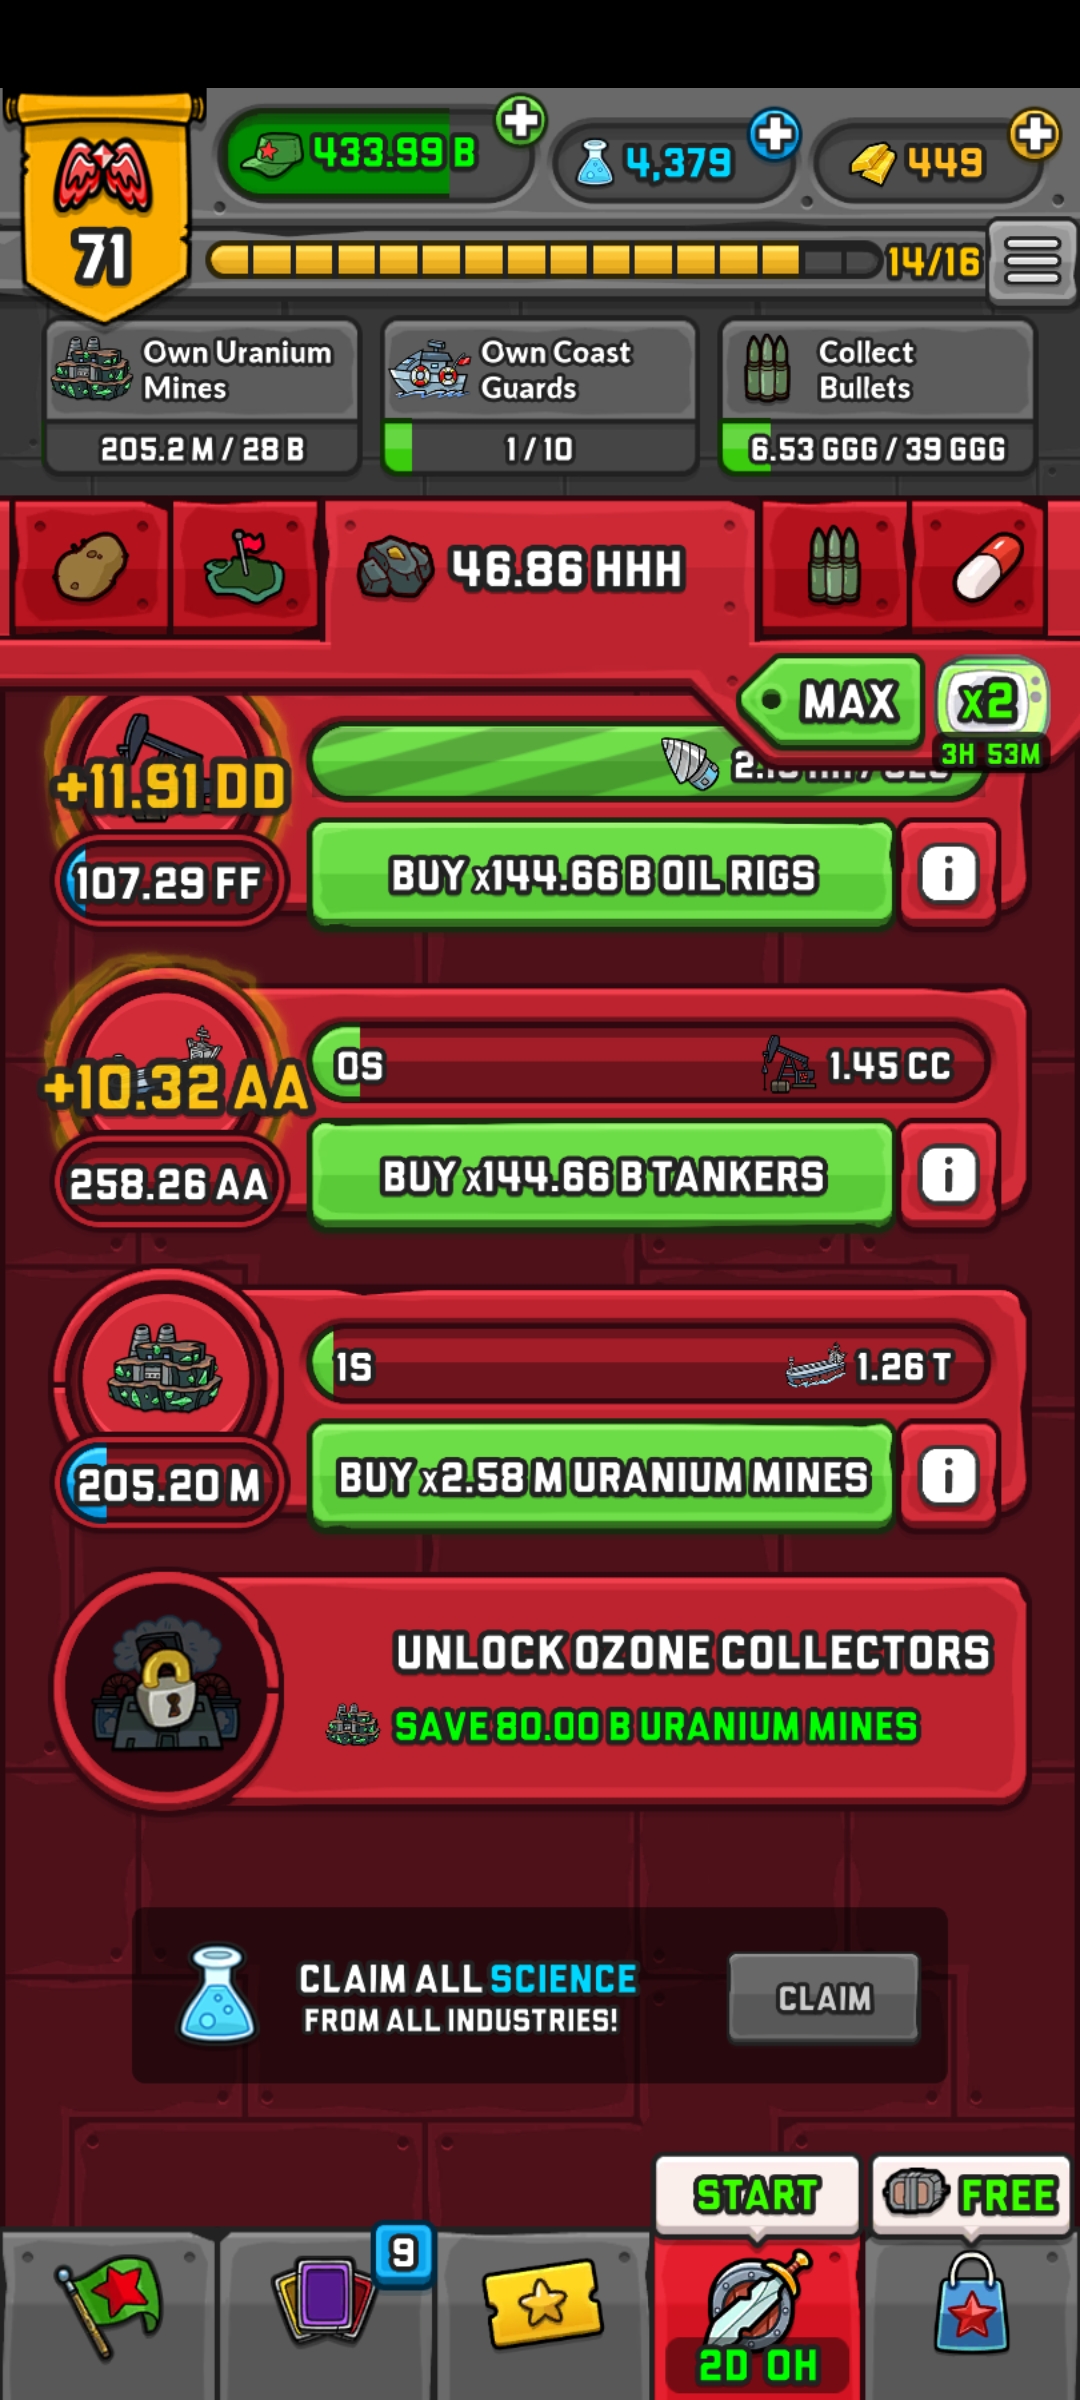 433.99 B
4,379
449
71
14/16
Own Uranium
Mines
205.2 M / 28 B
Own Coast
Guards
1 / 10
Collect
Bullets
6.53 GGG / 39 GGG
46.86 HHH
MAX
x2
3H 53M
+11.91 DD
107.29 FF
BUY x144.66 B OIL RIGS
i
+10.32 AA
0S
1.45 CC
258.26 AA
BUY x144.66 B TANKERS
i
1S
1.26 T
205.20 M
BUY x2.58 M URANIUM MINES
i
UNLOCK OZONE COLLECTORS
SAVE 80.00 B URANIUM MINES
CLAIM ALL SCIENCE
FROM ALL INDUSTRIES!
CLAIM
START
FREE
9
2D 0H